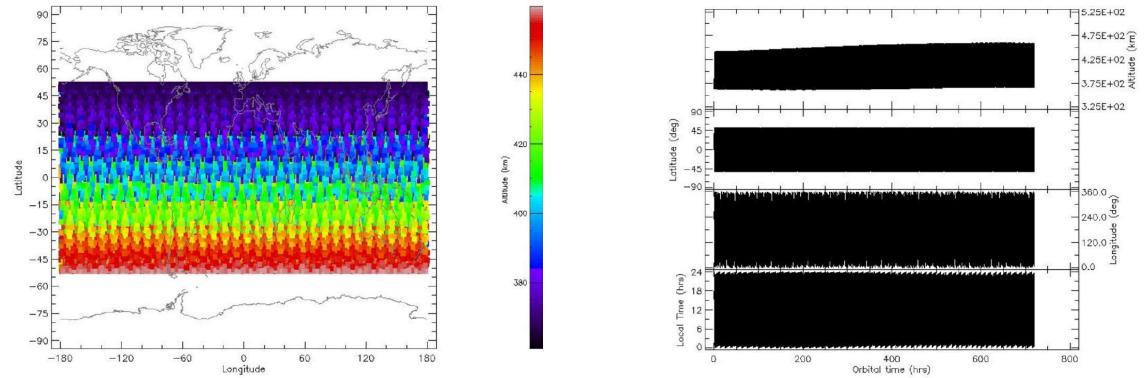 90
75
60
45
30
15
0
-15
-30
-45
-60
-75
-90
Latitude
-180 -120 -60 0 60 120 180
Longitude
440
420
400
380
Altitude (km)
5.25E+02
4.75E+02
4.25E+02
3.75E+02
3.25E+02
Altitude (km)
90
45
0
-45
-90
Latitude (deg)
360.0
240.0
120.0
0.0
Longitude (deg)
24
18
12
6
0
Local Time (hrs)
0 200 400 600 800
Orbital time (hrs)